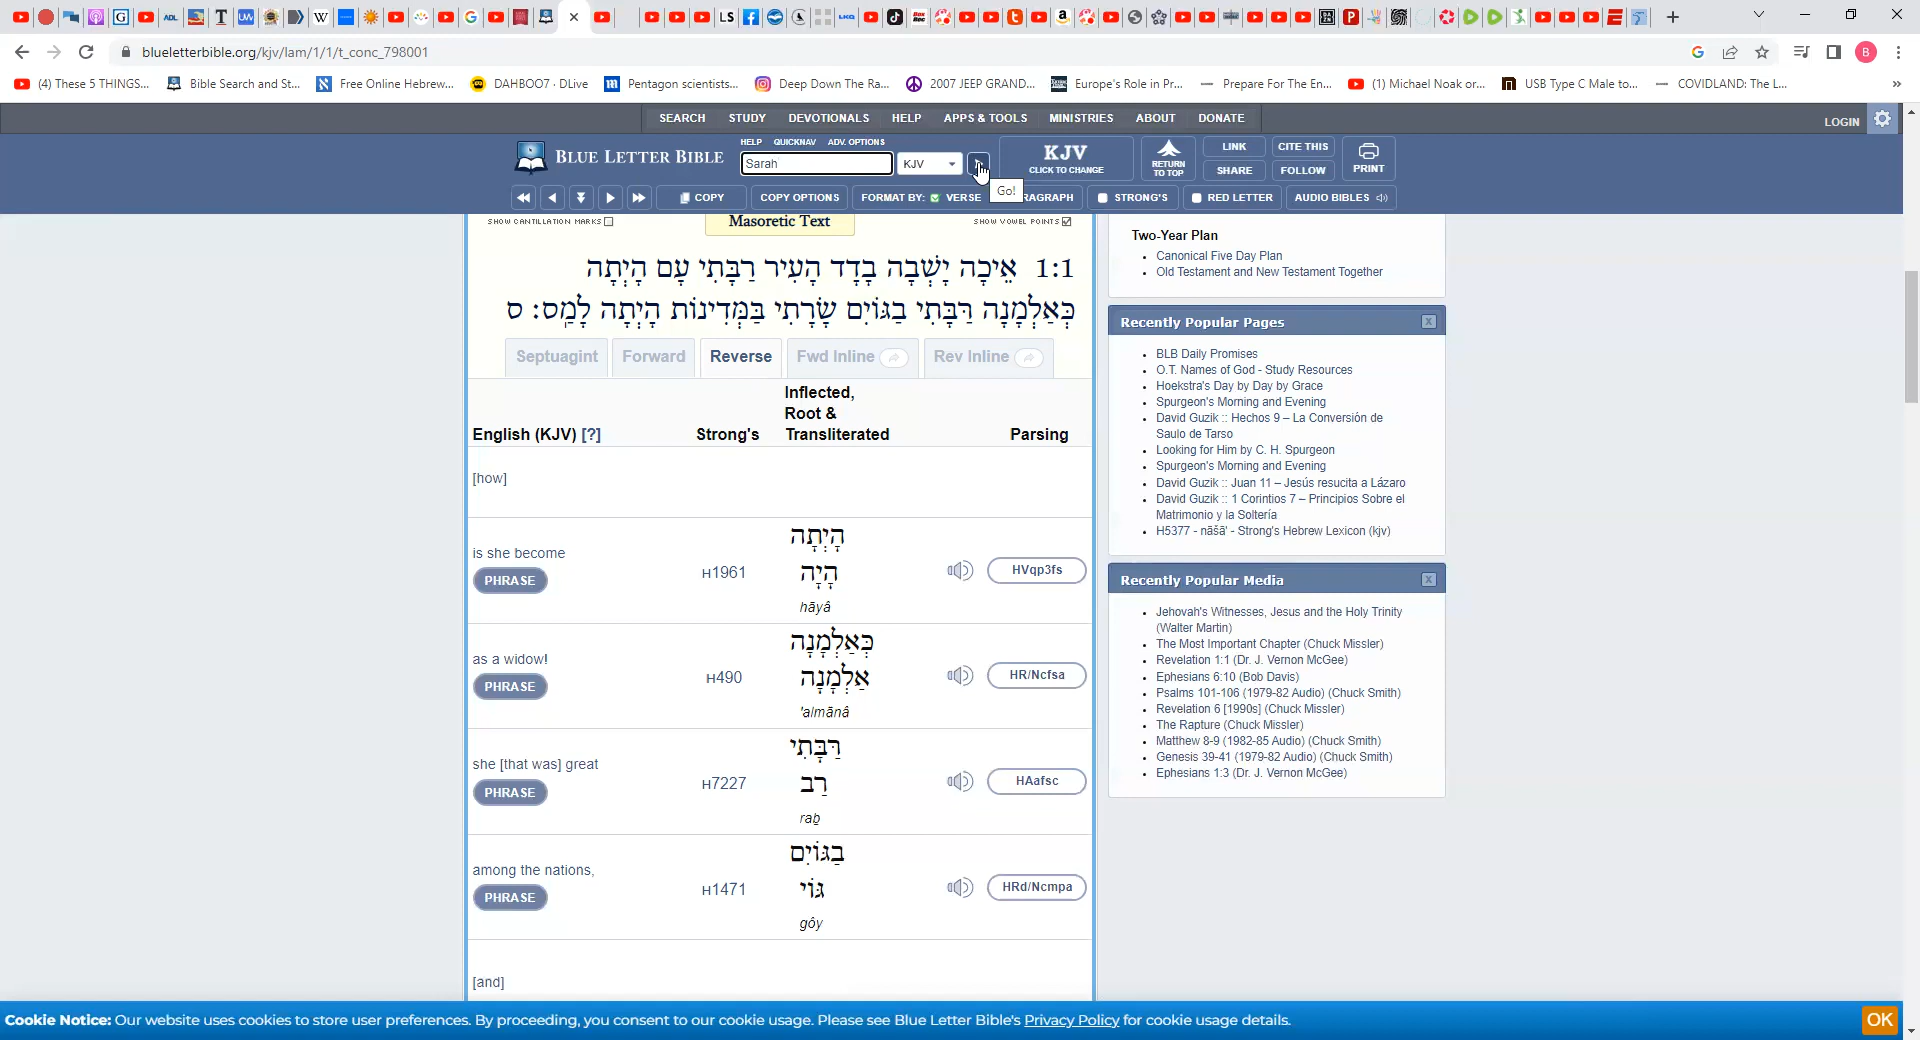 (4) These 5 THINGS... Bible Search and St... Free Online Hebrew... DAHBOO7 · DLive Pentagon scientists... Deep Down The Ra... 2007 JEEP GRAND... Europe's Role in Pr... Prepare For The En... (1) Michael Noak or... USB Type C Male to... COVIDLAND: The L... »
blueletterbible.org/kjv/lam/1/1/t_conc_798001
SEARCH STUDY DEVOTIONALS HELP APPS & TOOLS MINISTRIES ABOUT DONATE LOGIN
HELP QUICKNAV ADV. OPTIONS
BLUE LETTER BIBLE
Sarah KJV
KJV
CLICK TO CHANGE
RETURN
TO TOP
LINK CITE THIS
SHARE FOLLOW
PRINT
Go!
COPY COPY OPTIONS FORMAT BY: VERSE RAGRAPH STRONG'S RED LETTER AUDIO BIBLES
SHOW CANTILLATION MARKS Masoretic Text SHOW VOWEL POINTS
1:1 אֵיכָה יָשְׁבָה בָדָד הָעִיר רַבָּתִי עָם הָיְתָה
כְּאַלְמָנָה רַבָּתִי בַגּוֹיִם שָׂרָתִי בַּמְּדִינוֹת הָיְתָה לָמַס׃ ס
Septuagint Forward Reverse Fwd Inline Rev Inline
English (KJV) [?] Strong's Inflected,
Root &
Transliterated Parsing
[how]
is she become
PHRASE
H1961
הָיְתָה
הָיָה
hāyâ
HVqp3fs
as a widow!
PHRASE
H490
כְּאַלְמָנָה
אַלְמָנָה
'almānâ
HR/Ncfsa
she [that was] great
PHRASE
H7227
רַבָּתִי
רַב
raḇ
HAafsc
among the nations,
PHRASE
H1471
בַגּוֹיִם
גּוֹי
gôy
HRd/Ncmpa
[and]
Two-Year Plan
Canonical Five Day Plan
Old Testament and New Testament Together
Recently Popular Pages
BLB Daily Promises
O.T. Names of God - Study Resources
Hoekstra's Day by Day by Grace
Spurgeon's Morning and Evening
David Guzik :: Hechos 9 – La Conversión de
Saulo de Tarso
Looking for Him by C. H. Spurgeon
Spurgeon's Morning and Evening
David Guzik :: Juan 11 – Jesús resucita a Lázaro
David Guzik :: 1 Corintios 7 – Principios Sobre el
Matrimonio y la Soltería
H5377 - nāšā' - Strong's Hebrew Lexicon (kjv)
Recently Popular Media
Jehovah's Witnesses, Jesus and the Holy Trinity
(Walter Martin)
The Most Important Chapter (Chuck Missler)
Revelation 1:1 (Dr. J. Vernon McGee)
Ephesians 6:10 (Bob Davis)
Psalms 101-106 (1979-82 Audio) (Chuck Smith)
Revelation 6 [1990s] (Chuck Missler)
The Rapture (Chuck Missler)
Matthew 8-9 (1982-85 Audio) (Chuck Smith)
Genesis 39-41 (1979-82 Audio) (Chuck Smith)
Ephesians 1:3 (Dr. J. Vernon McGee)
Cookie Notice: Our website uses cookies to store user preferences. By proceeding, you consent to our cookie usage. Please see Blue Letter Bible's Privacy Policy for cookie usage details. OK